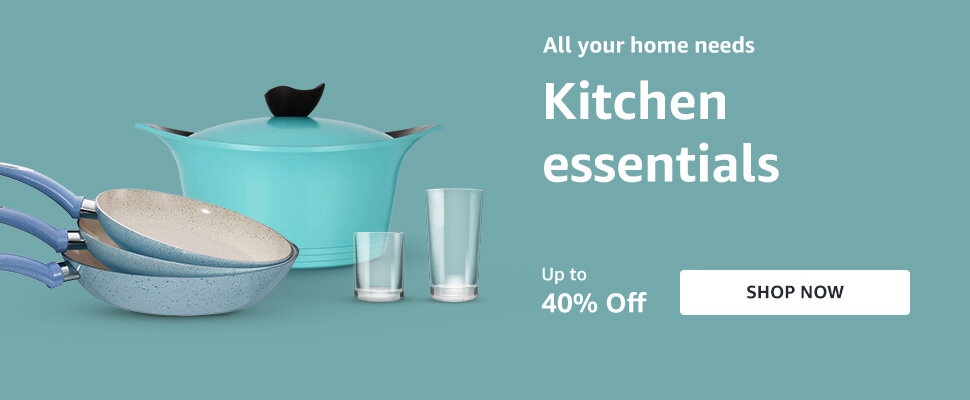 All your home needs
Kitchen
essentials
Up to
40% Off
SHOP NOW